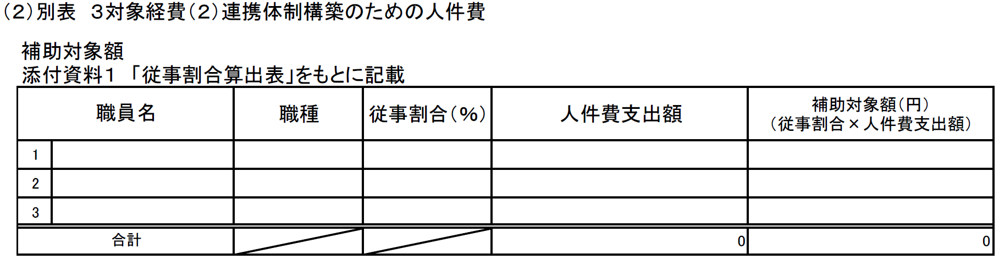 （２）別表　３対象経費（２）連携体制構築のための人件費
補助対象額
添付資料１　「従事割合算出表」をもとに記載
職員名　職種　従事割合（％）　人件費支出額　補助対象額（円）
（従事割合×人件費支出額）
1
2
3
合計　0　0